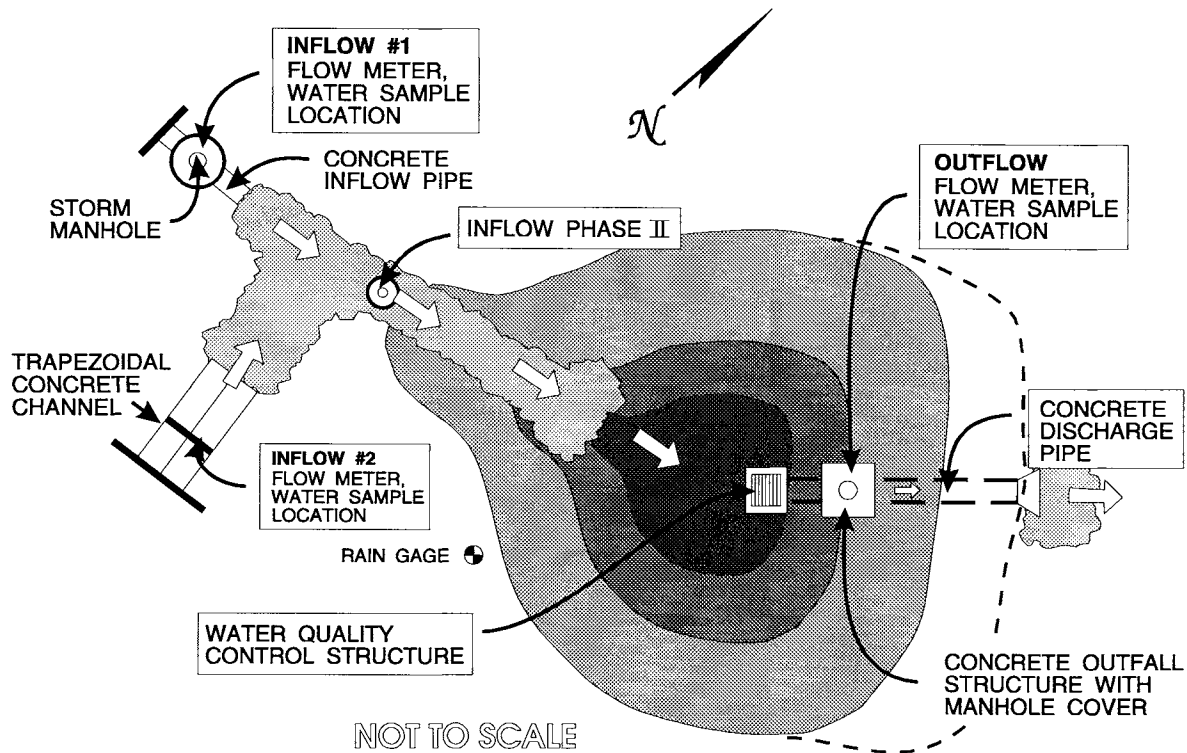 INFLOW #1
FLOW METER,
WATER SAMPLE
LOCATION
N
CONCRETE
INFLOW PIPE
STORM
MANHOLE
INFLOW PHASE II
OUTFLOW
FLOW METER,
WATER SAMPLE
LOCATION
TRAPEZOIDAL
CONCRETE
CHANNEL
INFLOW #2
FLOW METER,
WATER SAMPLE
LOCATION
CONCRETE
DISCHARGE
PIPE
RAIN GAGE
WATER QUALITY
CONTROL STRUCTURE
CONCRETE OUTFALL
STRUCTURE WITH
MANHOLE COVER
NOT TO SCALE